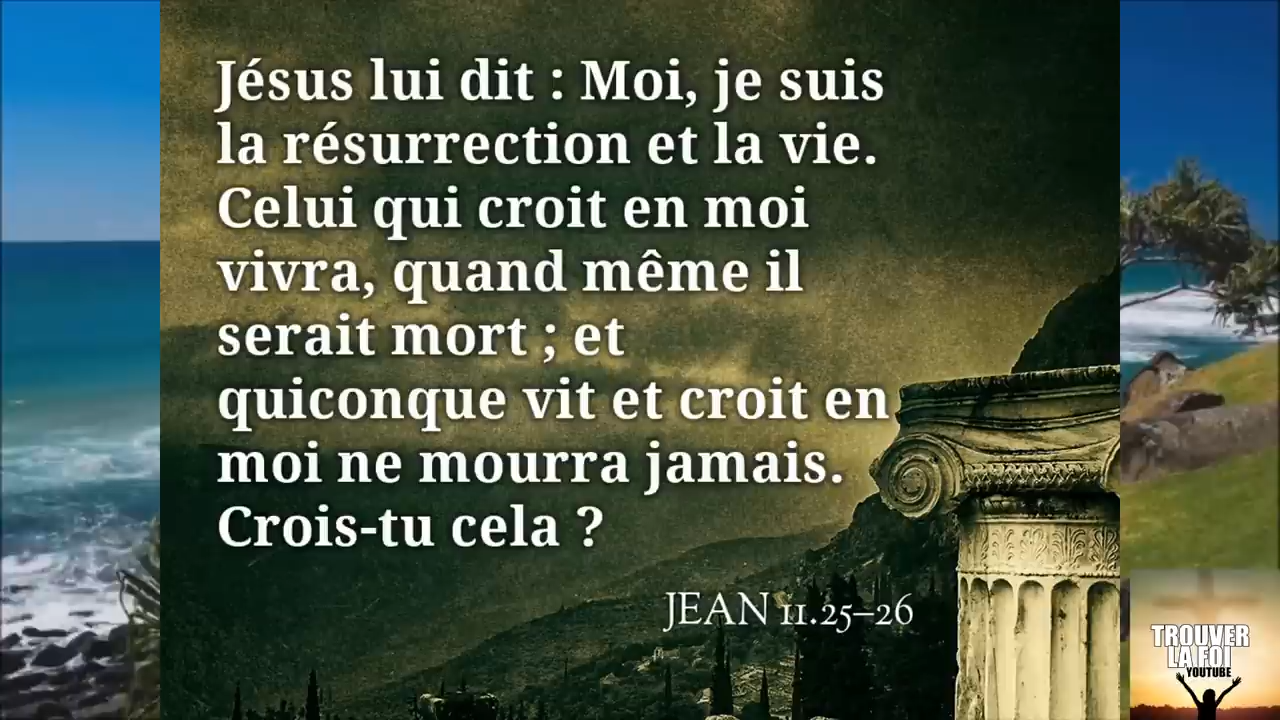 Jésus lui dit : Moi, je suis
la résurrection et la vie.
Celui qui croit en moi
vivra, quand même il
serait mort ; et
quiconque vit et croit en
moi ne mourra jamais.
Crois-tu cela ?
JEAN 11.25–26
TROUVER
LA FOI
YOUTUBE